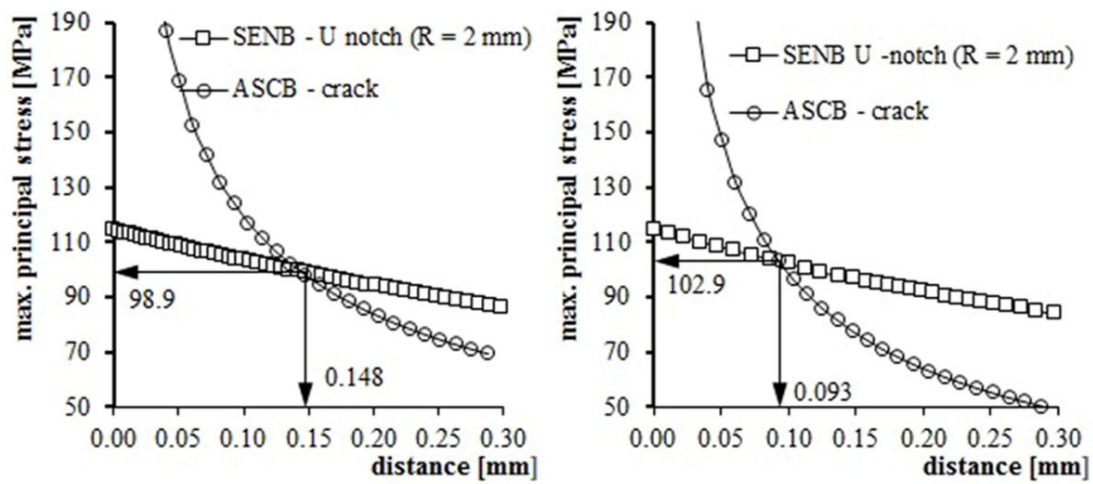 max. principal stress [MPa]
190
170
150
130
110
90
70
50
SENB - U notch (R = 2 mm)
ASCB - crack
98.9
0.148
0.00 0.05 0.10 0.15 0.20 0.25 0.30
distance [mm]
max. principal stress [MPa]
190
170
150
130
110
90
70
50
SENB U -notch (R = 2 mm)
ASCB - crack
102.9
0.093
0.00 0.05 0.10 0.15 0.20 0.25 0.30
distance [mm]